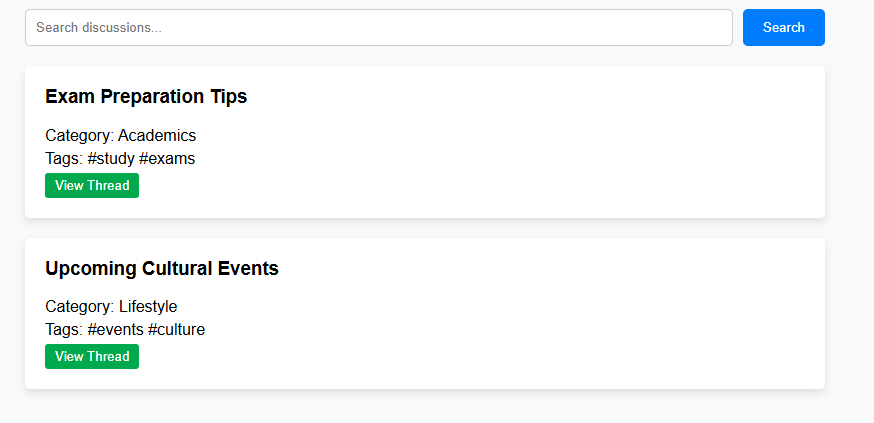 Search discussions...
Search
Exam Preparation Tips
Category: Academics
Tags: #study #exams
View Thread
Upcoming Cultural Events
Category: Lifestyle
Tags: #events #culture
View Thread